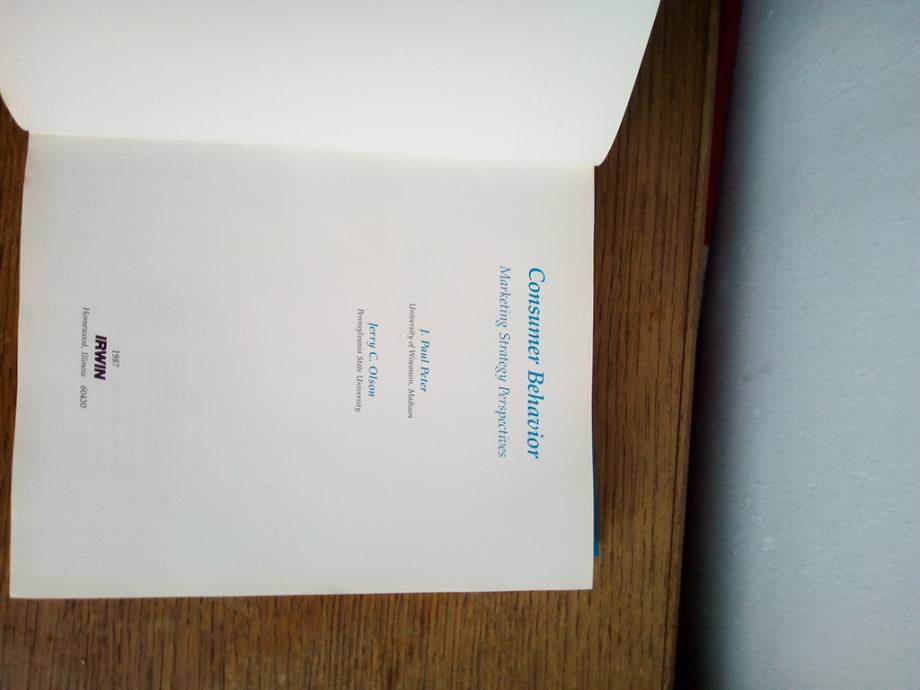 Consumer Behavior
Marketing Strategy Perspectives
J. Paul Peter
University of Wisconsin, Madison
Jerry C. Olson
Pennsylvania State University
1987
IRWIN
Homewood, Illinois 60430